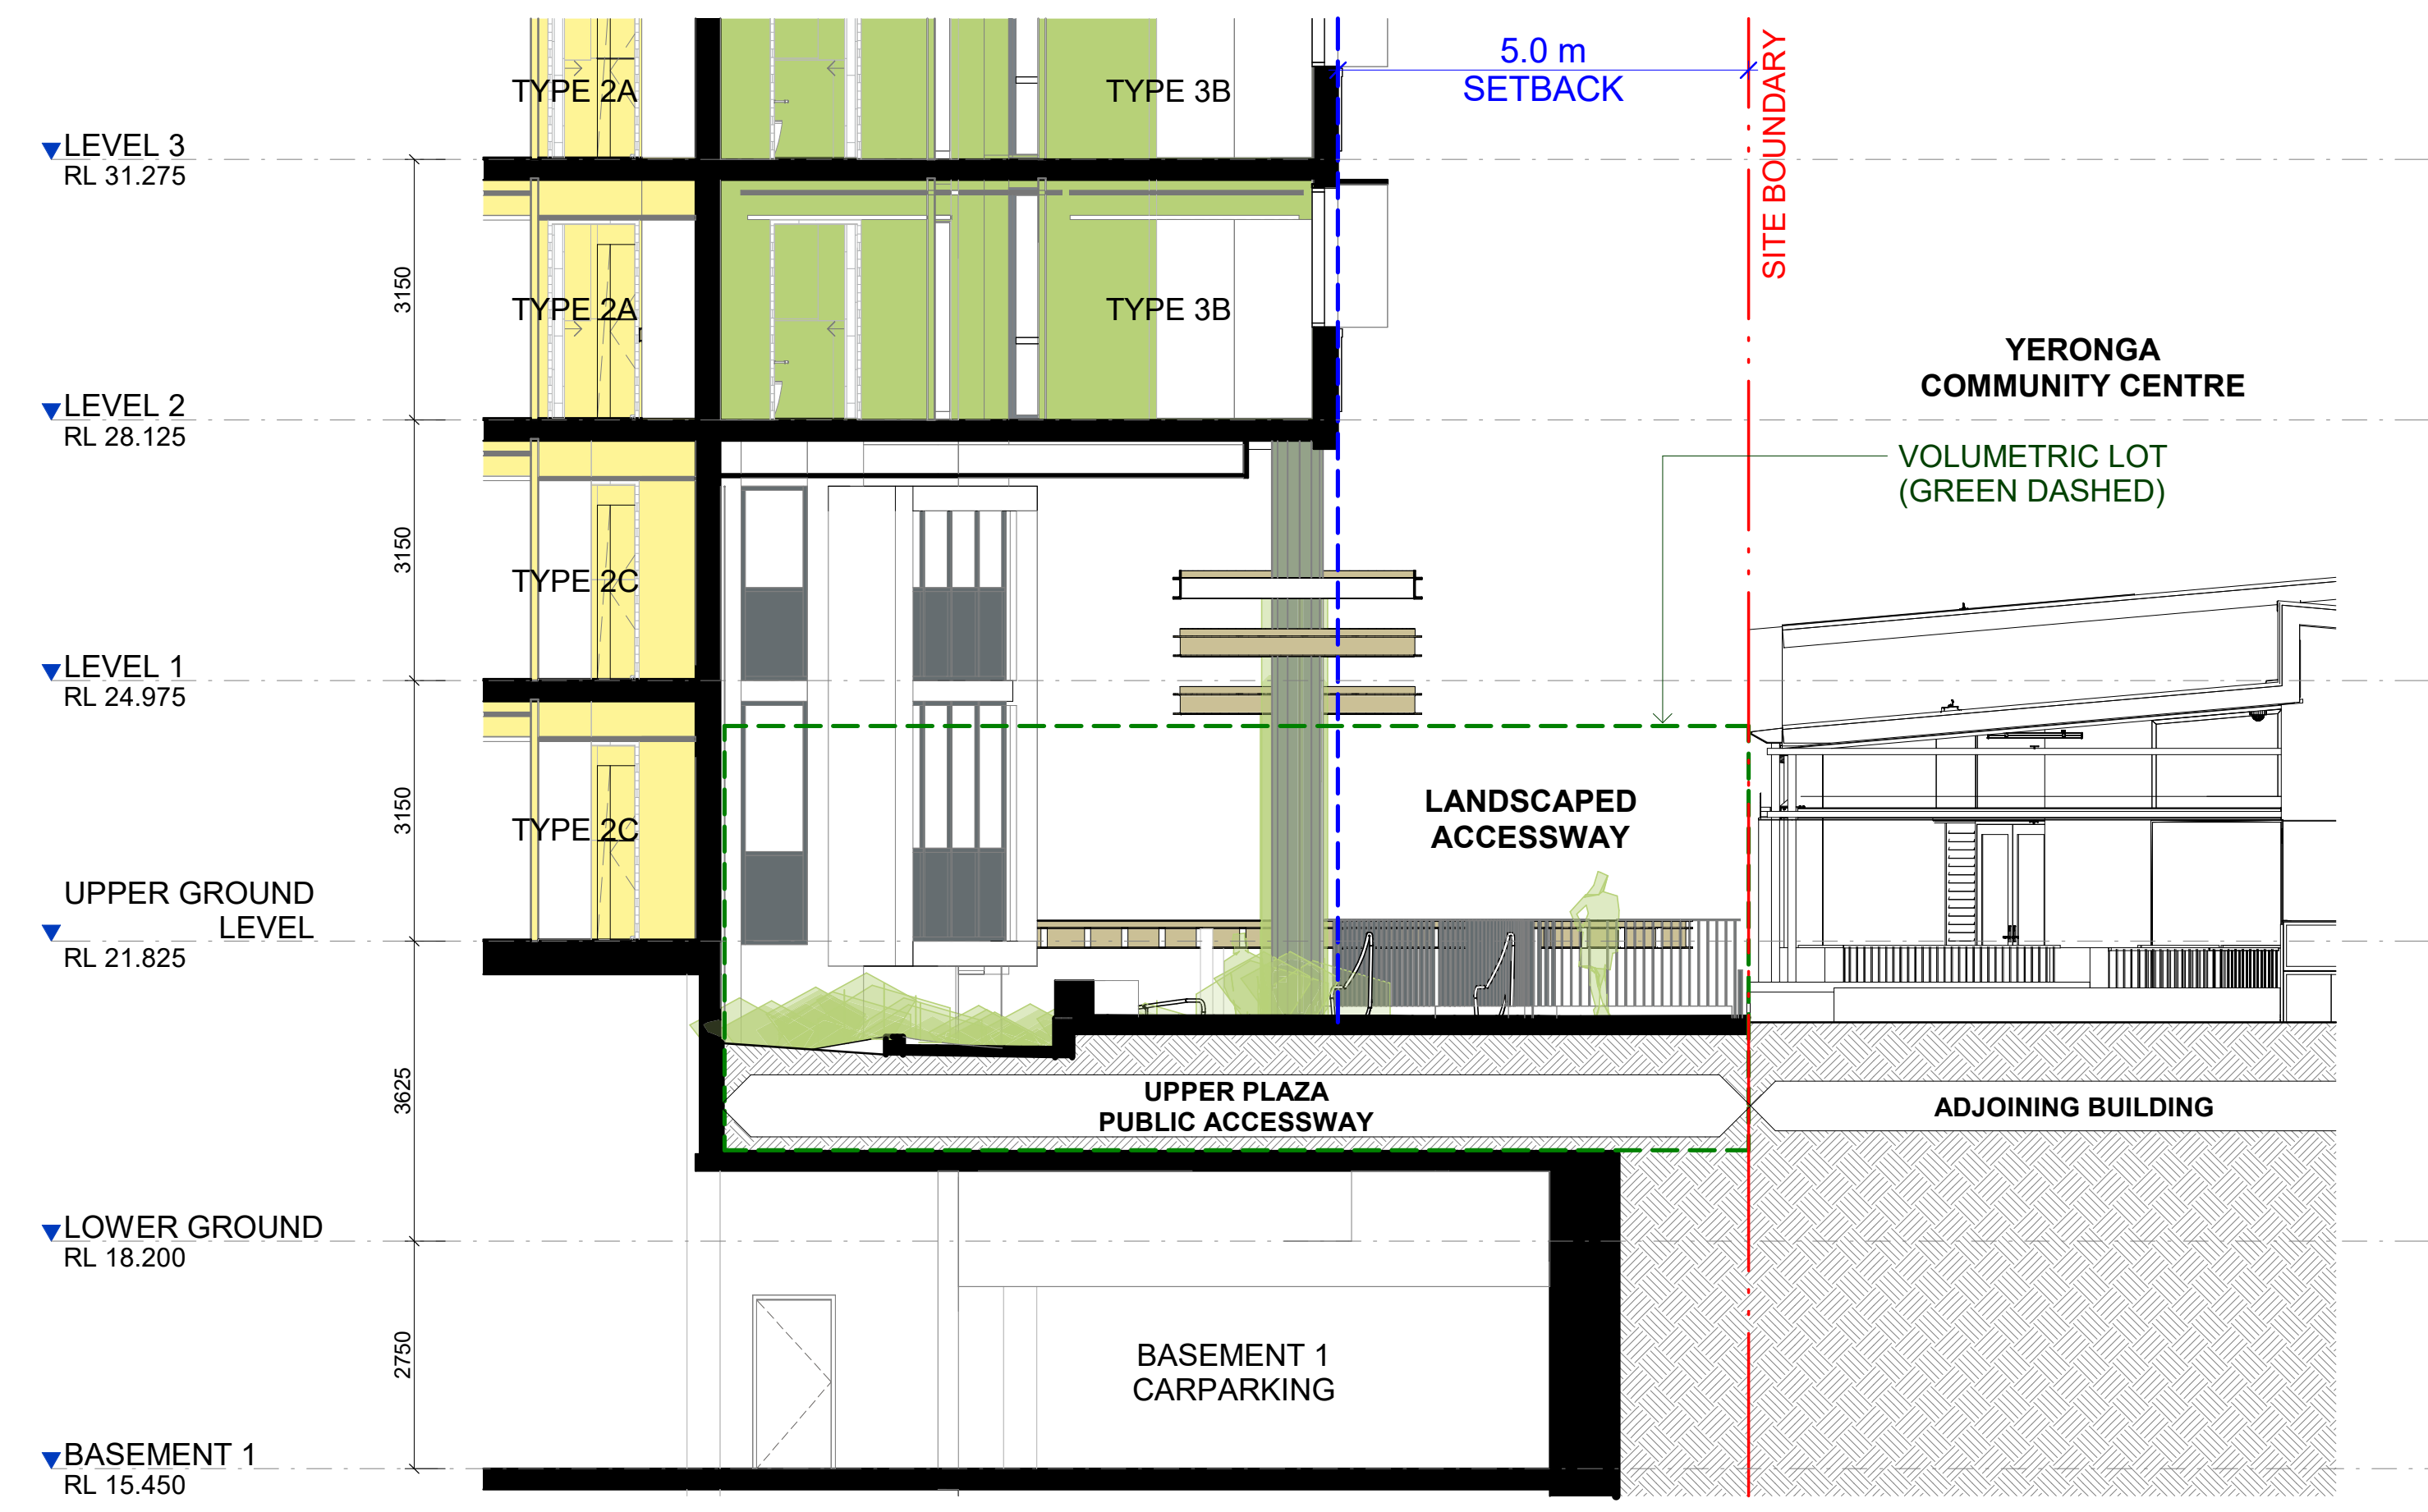 5.0 m
SETBACK
SITE BOUNDARY
TYPE 2A
TYPE 3B
LEVEL 3
RL 31.275
3150
TYPE 2A
TYPE 3B
YERONGA
COMMUNITY CENTRE
LEVEL 2
RL 28.125
VOLUMETRIC LOT
(GREEN DASHED)
3150
TYPE 2C
LEVEL 1
RL 24.975
3150
TYPE 2C
LANDSCAPED
ACCESSWAY
UPPER GROUND
LEVEL
RL 21.825
3625
UPPER PLAZA
PUBLIC ACCESSWAY
ADJOINING BUILDING
LOWER GROUND
RL 18.200
2750
BASEMENT 1
CARPARKING
BASEMENT 1
RL 15.450